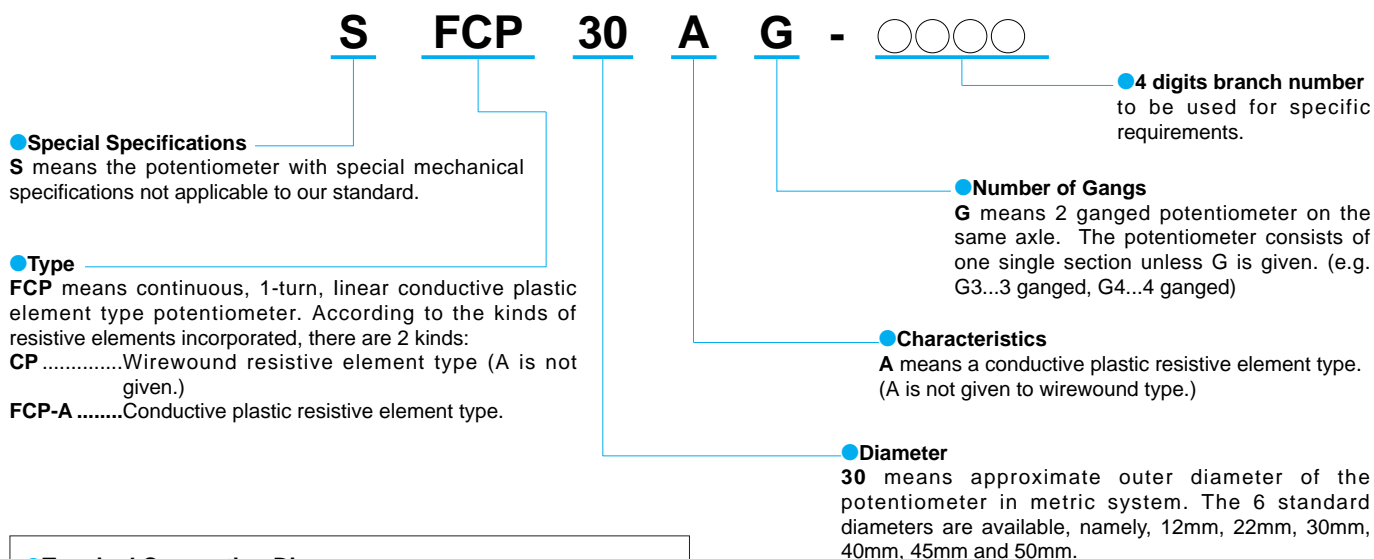 S FCP 30 A G - ○○○○
●4 digits branch number
to be used for specific
requirements.
●Special Specifications
S means the potentiometer with special mechanical
specifications not applicable to our standard.
●Number of Gangs
G means 2 ganged potentiometer on the
same axle. The potentiometer consists of
one single section unless G is given. (e.g.
G3...3 ganged, G4...4 ganged)
●Type
FCP means continuous, 1-turn, linear conductive plastic
element type potentiometer. According to the kinds of
resistive elements incorporated, there are 2 kinds:
CP ..............Wirewound resistive element type (A is not
given.)
FCP-A ........Conductive plastic resistive element type.
●Characteristics
A means a conductive plastic resistive element type.
(A is not given to wirewound type.)
●Diameter
30 means approximate outer diameter of the
potentiometer in metric system. The 6 standard
diameters are available, namely, 12mm, 22mm, 30mm,
40mm, 45mm and 50mm.